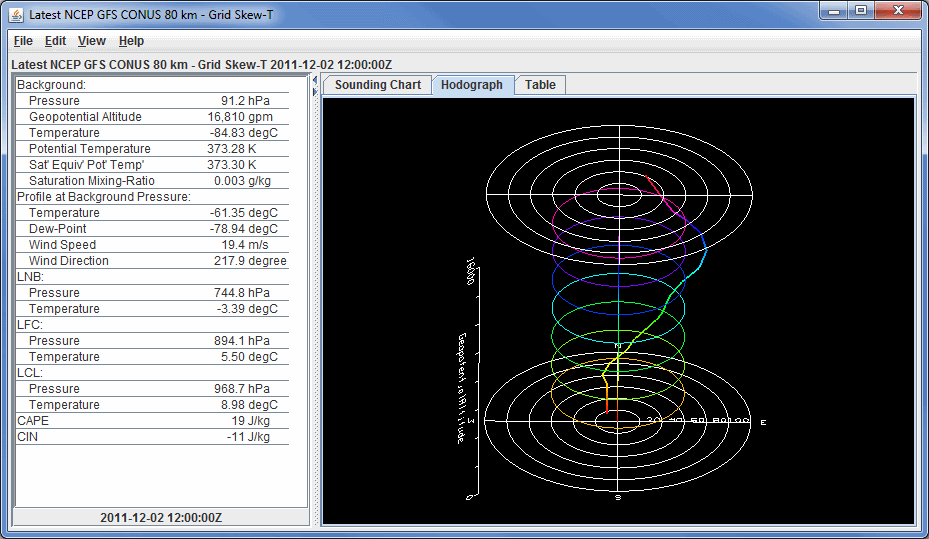 Latest NCEP GFS CONUS 80 km - Grid Skew-T
File Edit View Help
Latest NCEP GFS CONUS 80 km - Grid Skew-T 2011-12-02 12:00:00Z
Background:
Pressure 91.2 hPa
Geopotential Altitude 16,810 gpm
Temperature -84.83 degC
Potential Temperature 373.28 K
Sat' Equiv' Pot' Temp' 373.30 K
Saturation Mixing-Ratio 0.003 g/kg
Profile at Background Pressure:
Temperature -61.35 degC
Dew-Point -78.94 degC
Wind Speed 19.4 m/s
Wind Direction 217.9 degree
LNB:
Pressure 744.8 hPa
Temperature -3.39 degC
LFC:
Pressure 894.1 hPa
Temperature 5.50 degC
LCL:
Pressure 968.7 hPa
Temperature 8.98 degC
CAPE 19 J/kg
CIN -11 J/kg
2011-12-02 12:00:00Z
Sounding Chart Hodograph Table
16000
0
N
20 40 60 80 100 E
S